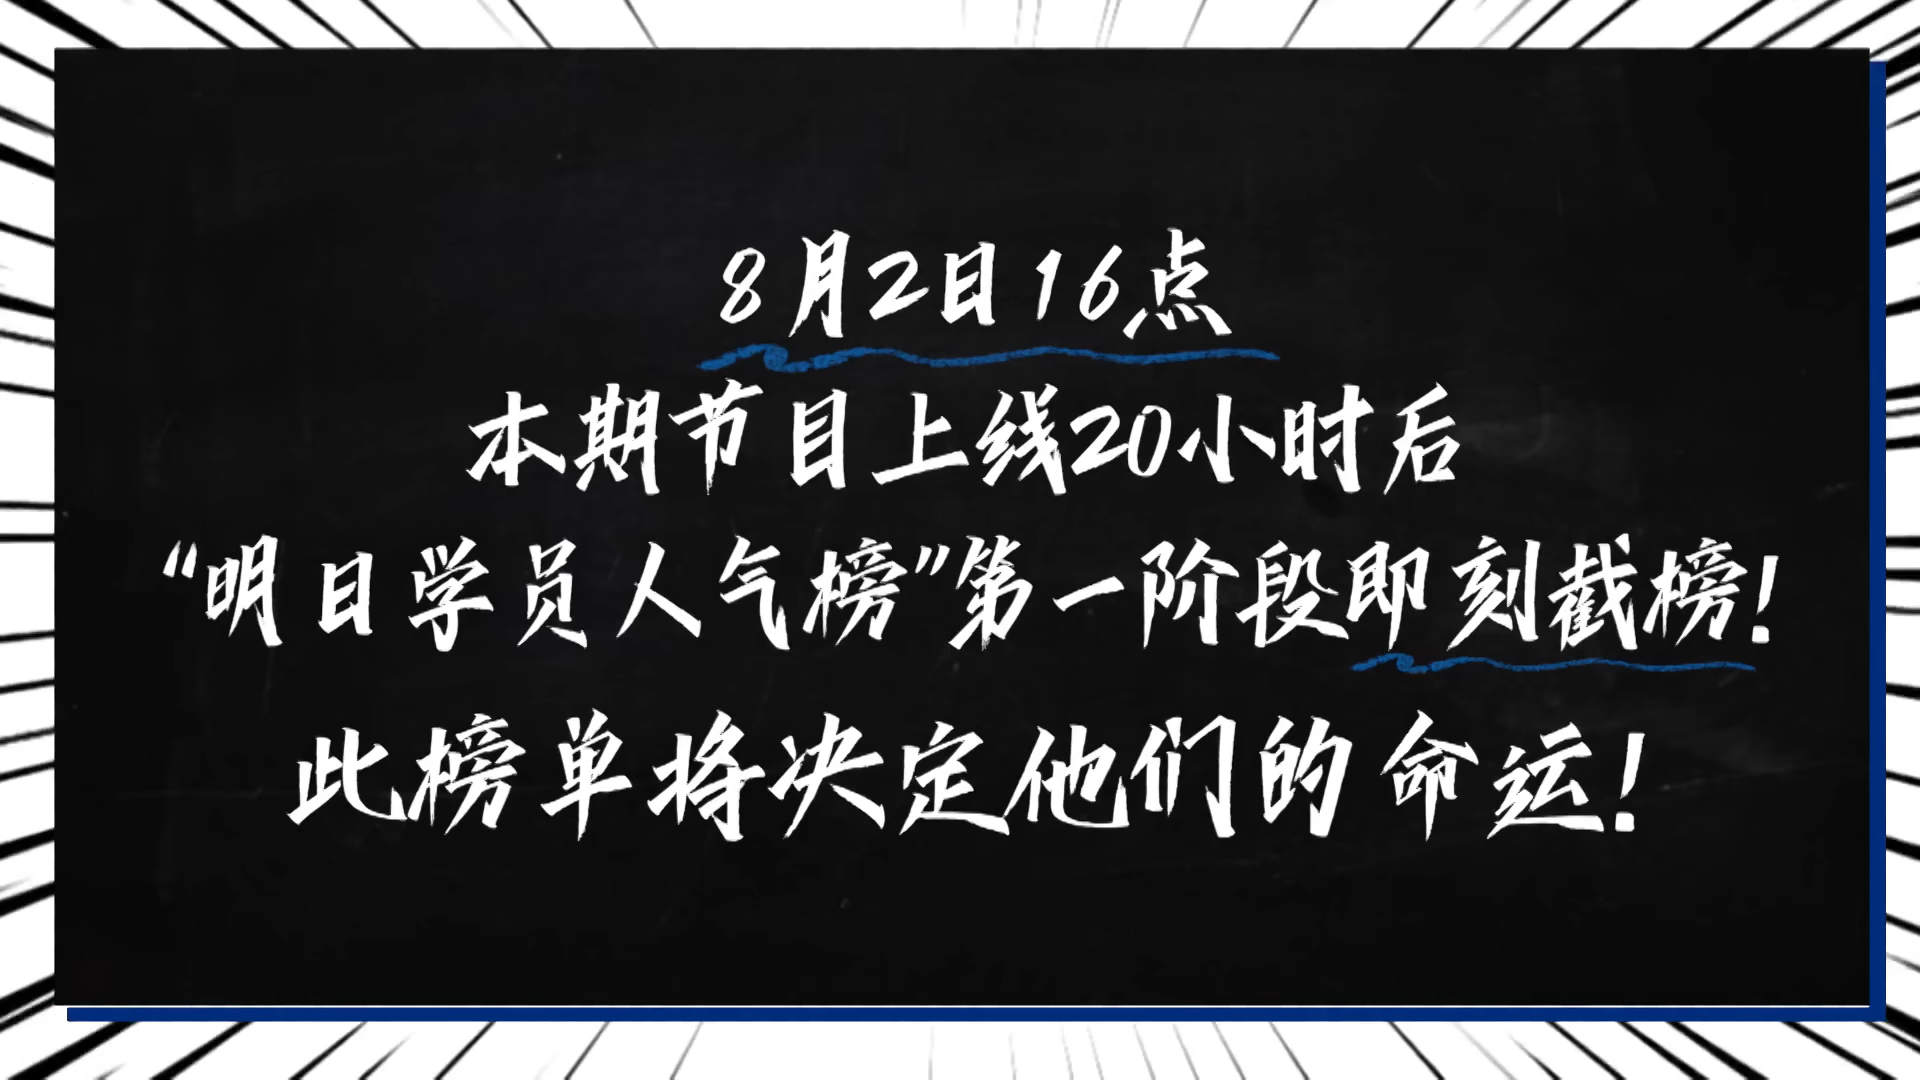 8月2日16点
本期节目上线20小时后
“明日学员人气榜”第一阶段即刻截榜！
此榜单将决定他们的命运！